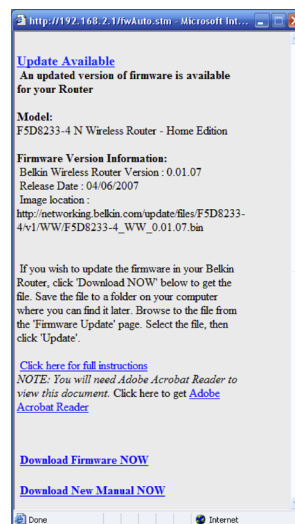 http://192.168.2.1/fwAuto.stm - Microsoft Int...
Update Available
An updated version of firmware is available
for your Router
Model:
F5D8233-4 N Wireless Router - Home Edition
Firmware Version Information:
Belkin Wireless Router Version : 0.01.07
Release Date : 04/06/2007
Image location :
http://networking.belkin.com/update/files/F5D8233-
4/v1/WW/F5D8233-4_WW_0.01.07.bin
If you wish to update the firmware in your Belkin
Router, click 'Download NOW' below to get the
file. Save the file to a folder on your computer
where you can find it later. Browse to the file from
the 'Firmware Update' page. Select the file, then
click 'Update'.
Click here for full instructions
NOTE: You will need Adobe Acrobat Reader to
view this document. Click here to get Adobe
Acrobat Reader
Download Firmware NOW
Download New Manual NOW
Done
Internet